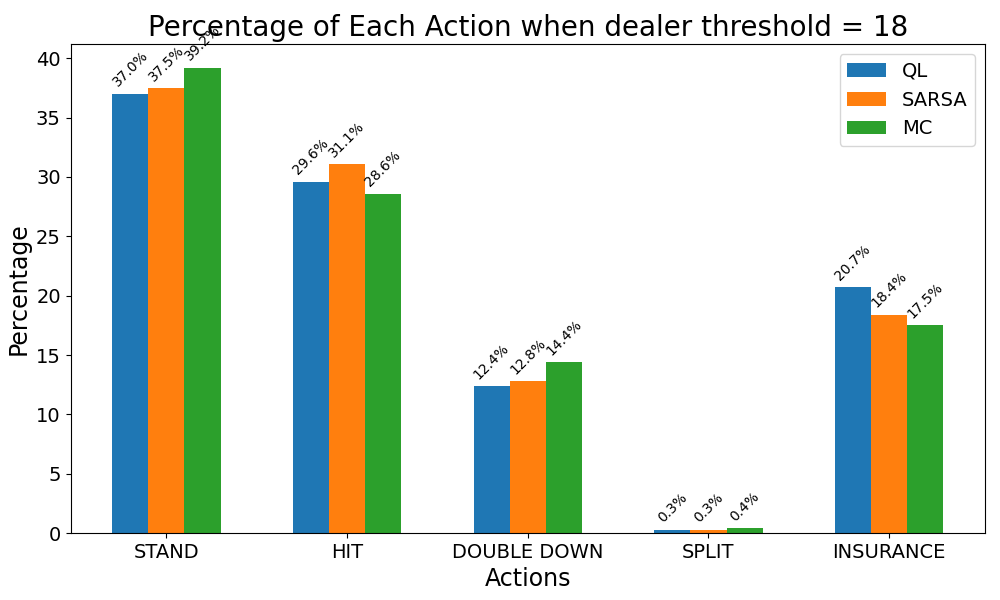 Percentage of Each Action when dealer threshold = 18
Percentage
40
35
30
25
20
15
10
5
0
37.0%
37.5%
39.2%
29.6%
31.1%
28.6%
12.4%
12.8%
14.4%
0.3%
0.3%
0.4%
20.7%
18.4%
17.5%
QL
SARSA
MC
STAND
HIT
DOUBLE DOWN
SPLIT
INSURANCE
Actions